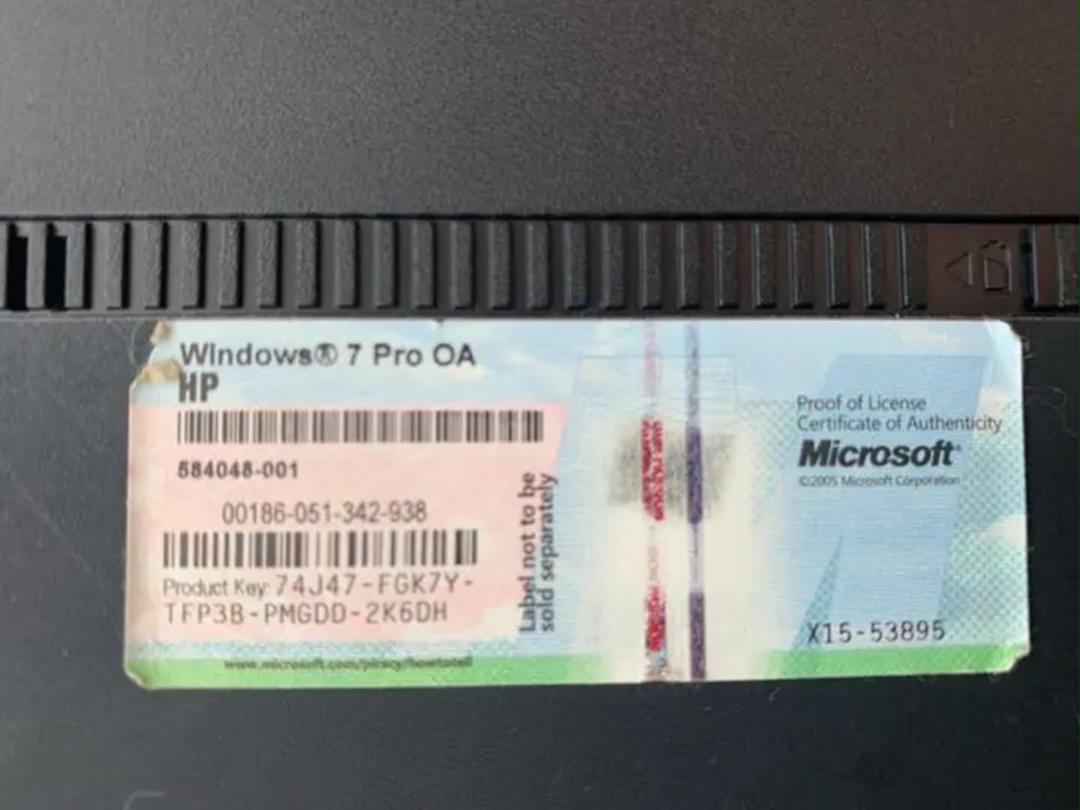 Windows® 7 Pro OA
HP
584048-001
00186-051-342-938
Product Key: 74J47-FGK7Y-
TFP3B-PMGDD-2K6DH
www.microsoft.com/piracy/howtotell
Label not to be
sold separately
Proof of License
Certificate of Authenticity
Microsoft®
©2005 Microsoft Corporation
X15-53895